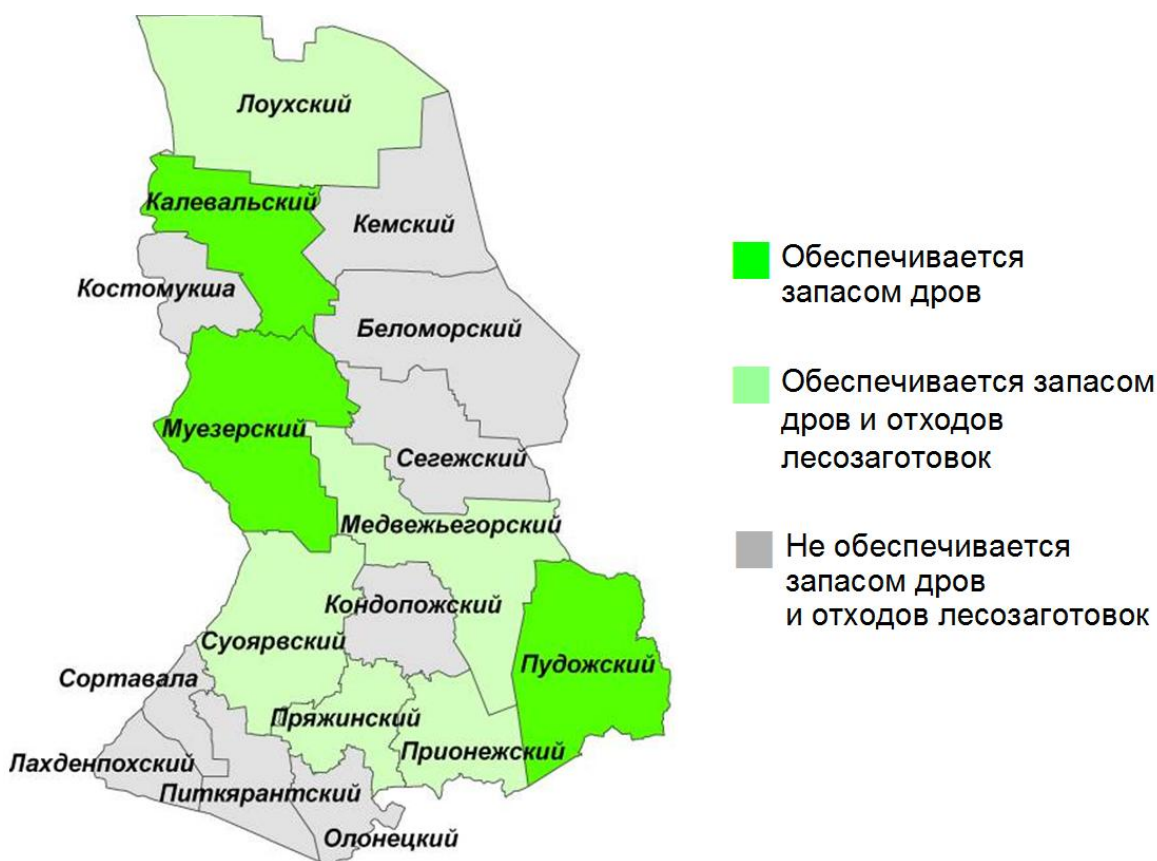 Лоухский
Калевальский
Кемский
Костомукша
Беломорский
Муезерский
Сегежский
Медвежьегорский
Кондопожский
Суоярвский
Пудожский
Сортавала
Пряжинский
Прионежский
Лахденпохский
Питкярантский
Олонецкий
Обеспечивается
запасом дров
Обеспечивается запасом
дров и отходов
лесозаготовок
Не обеспечивается
запасом дров
и отходов лесозаготовок